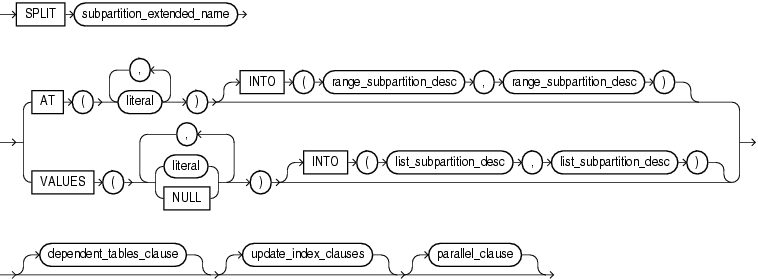 SPLIT subpartition_extended_name
,
INTO ( range_subpartition_desc , range_subpartition_desc )
AT ( literal )
,
literal
INTO ( list_subpartition_desc , list_subpartition_desc )
VALUES ( )
NULL
dependent_tables_clause update_index_clauses parallel_clause